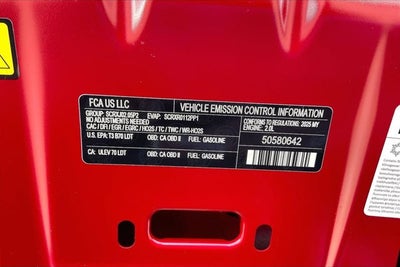 FCA US LLC
VEHICLE EMISSION CONTROL INFORMATION
GROUP: SCRXJ02.05P2 EVAP: SCRXR0112PP1
NO ADJUSTMENTS NEEDED
CAC / DFI / EGR / EGRC / HO2S / TC / TWC / WR-HO2S
CONFORMS TO REGULATIONS: 2025 MY
ENGINE: 2.0L
U.S. EPA: T3 B70 LDT OBD: CA OBD II FUEL: GASOLINE
50580642
CA: ULEV 70 LDT OBD: CA OBD II FUEL: GASOLINE